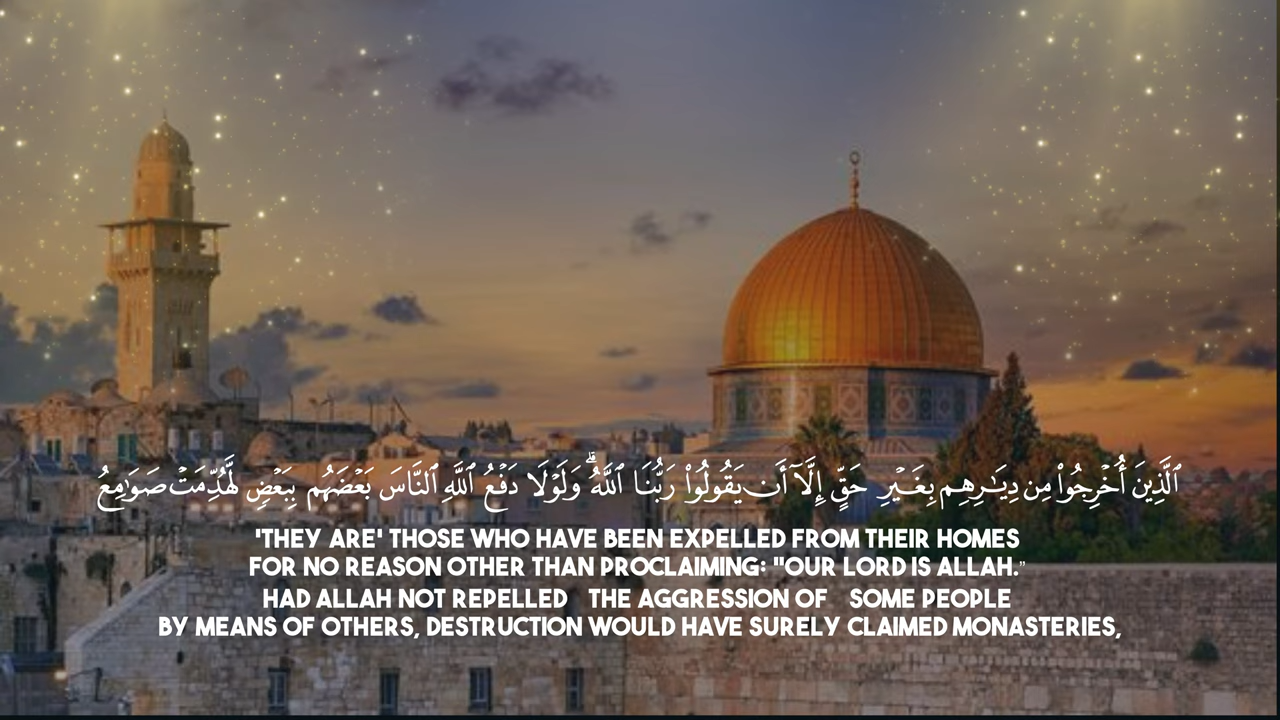 ٱلَّذِينَ أُخْرِجُوا۟ مِن دِيَـٰرِهِم بِغَيْرِ حَقٍّ إِلَّآ أَن يَقُولُوا۟ رَبُّنَا ٱللَّهُ ۗ وَلَوْلَا دَفْعُ ٱللَّهِ ٱلنَّاسَ بَعْضَهُم بِبَعْضٍ لَّهُدِّمَتْ صَوَٰمِعُ
'THEY ARE' THOSE WHO HAVE BEEN EXPELLED FROM THEIR HOMES
FOR NO REASON OTHER THAN PROCLAIMING: "OUR LORD IS ALLAH.”
HAD ALLAH NOT REPELLED THE AGGRESSION OF SOME PEOPLE
BY MEANS OF OTHERS, DESTRUCTION WOULD HAVE SURELY CLAIMED MONASTERIES,